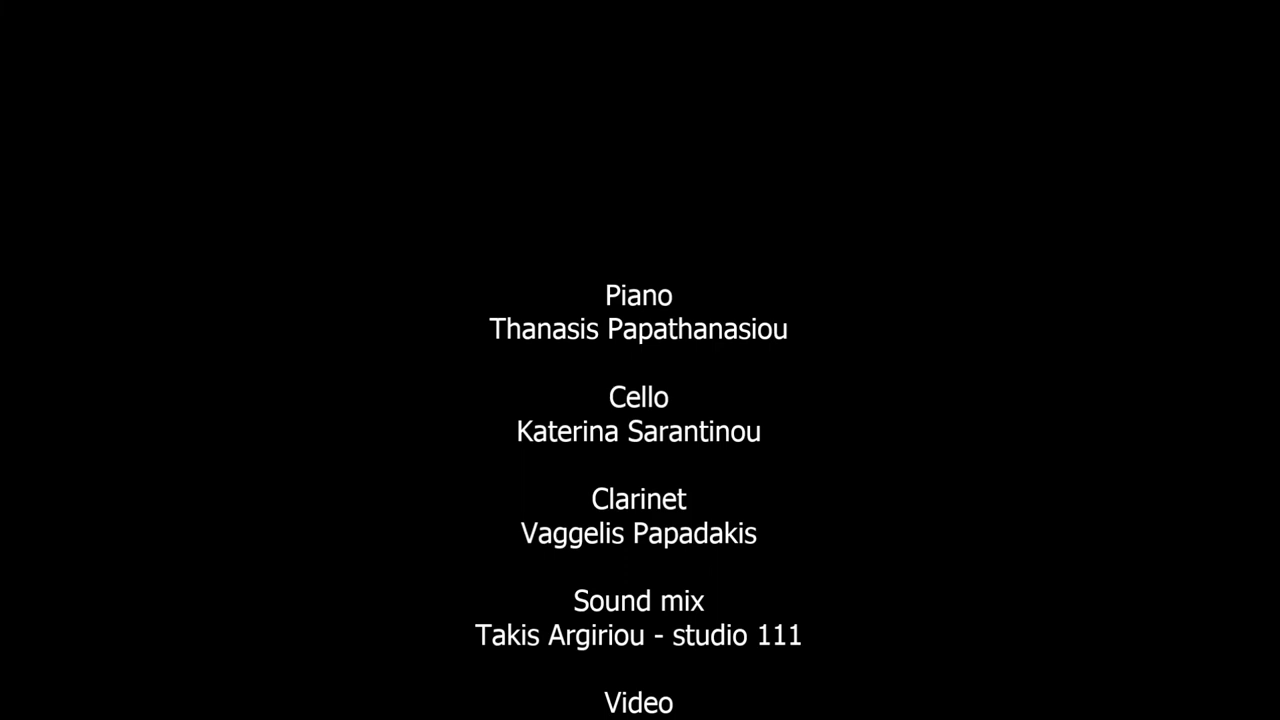 Piano
Thanasis Papathanasiou
Cello
Katerina Sarantinou
Clarinet
Vaggelis Papadakis
Sound mix
Takis Argiriou - studio 111
Video